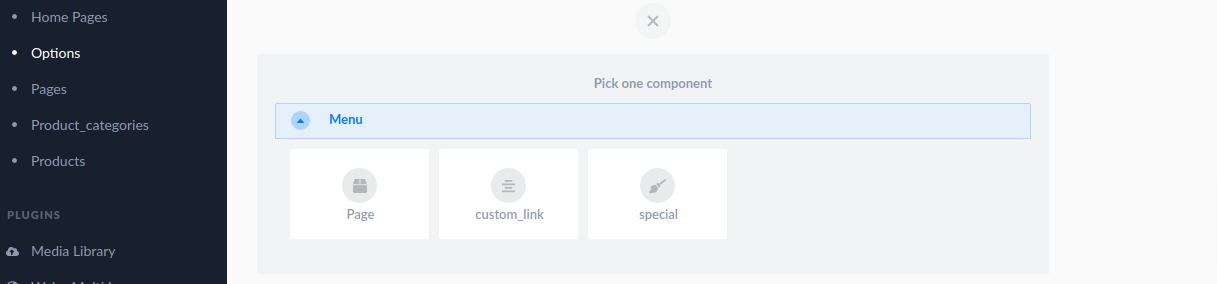 Home Pages
Options
Pages
Product_categories
Products
PLUGINS
Media Library
Pick one component
Menu
Page
custom_link
special